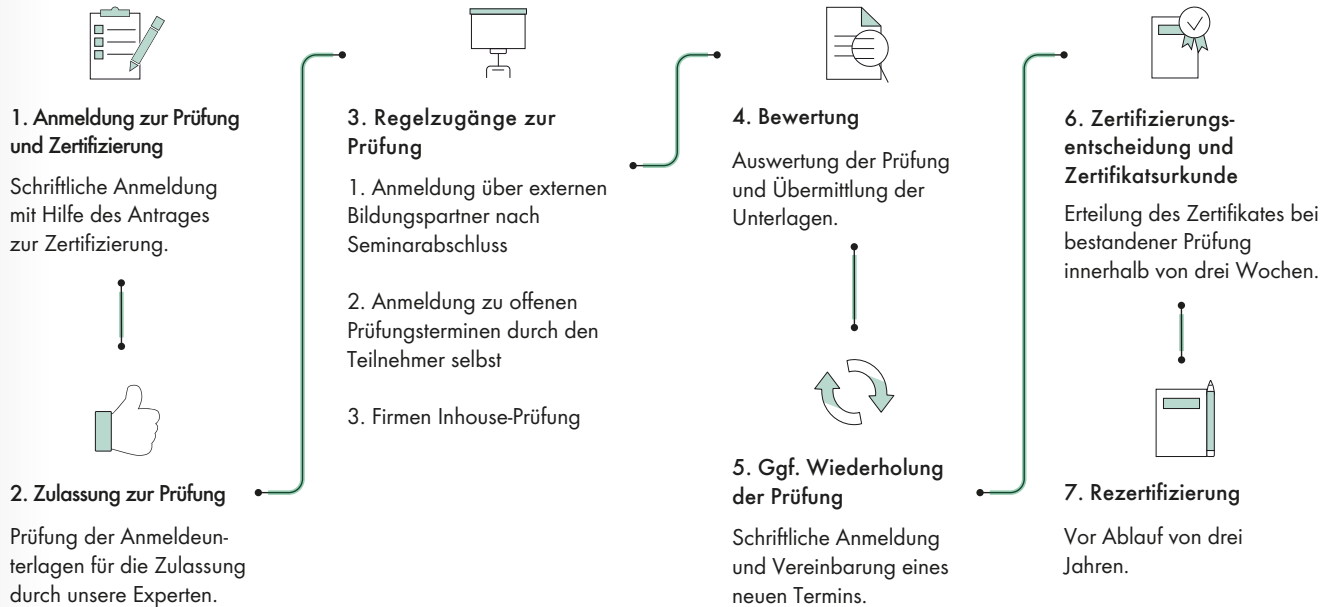 1. Anmeldung zur Prüfung
und Zertifizierung
Schriftliche Anmeldung
mit Hilfe des Antrages
zur Zertifizierung.
2. Zulassung zur Prüfung
Prüfung der Anmeldeun-
terlagen für die Zulassung
durch unsere Experten.
3. Regelzugänge zur
Prüfung
1. Anmeldung über externen
Bildungspartner nach
Seminarabschluss
2. Anmeldung zu offenen
Prüfungsterminen durch den
Teilnehmer selbst
3. Firmen Inhouse-Prüfung
4. Bewertung
Auswertung der Prüfung
und Übermittlung der
Unterlagen.
5. Ggf. Wiederholung
der Prüfung
Schriftliche Anmeldung
und Vereinbarung eines
neuen Termins.
6. Zertifizierungs-
entscheidung und
Zertifikatsurkunde
Erteilung des Zertifikates bei
bestandener Prüfung
innerhalb von drei Wochen.
7. Rezertifizierung
Vor Ablauf von drei
Jahren.